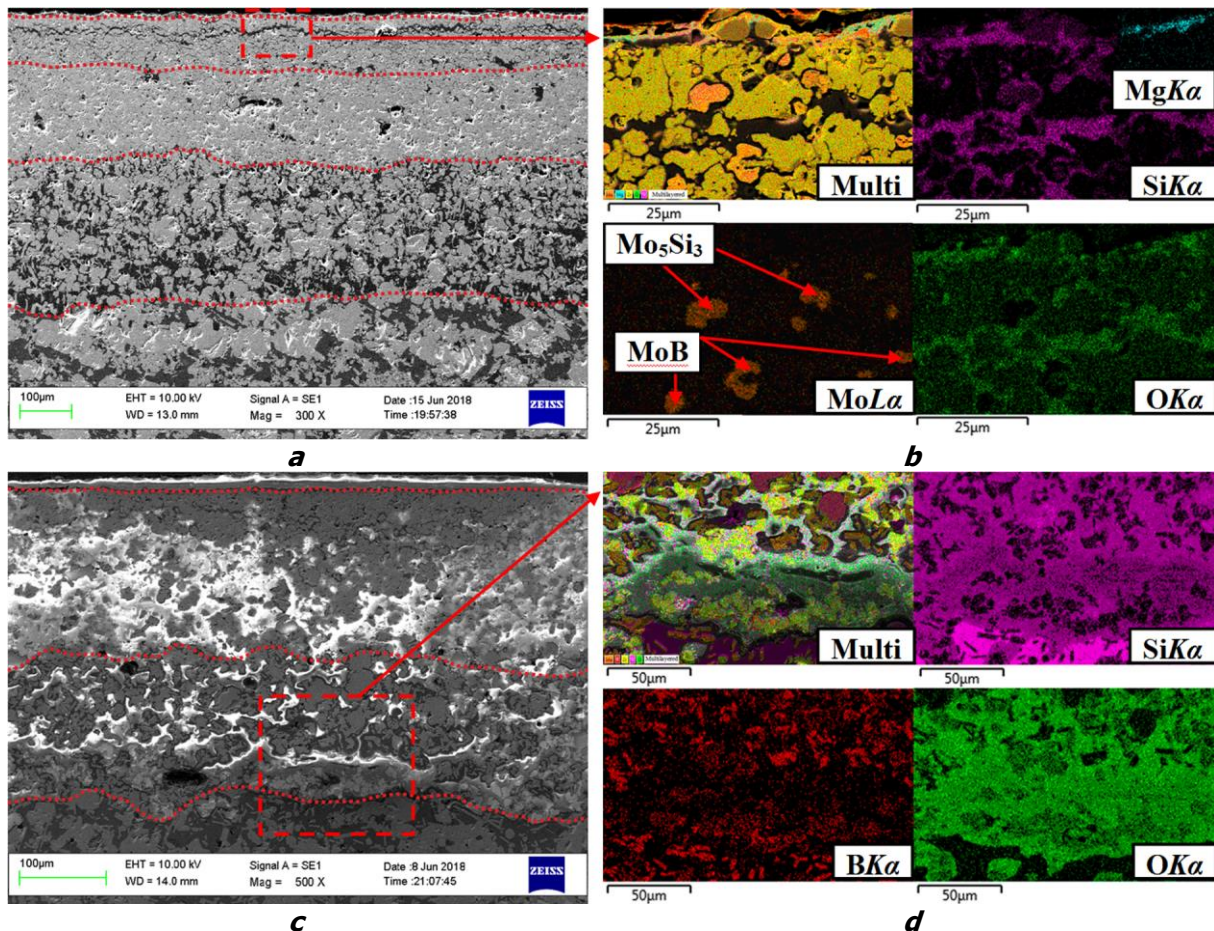 MgKα
Multi
SiKα
25µm
25µm
Mo₅Si₃
MoB
MoLα
OKα
25µm
25µm
100µm
EHT = 10.00 kV
Signal A = SE1
Date :15 Jun 2018
WD = 13.0 mm
Mag = 300 X
Time :19:57:38
ZEISS
a
b
Multi
SiKα
50µm
50µm
BKα
OKα
50µm
50µm
100µm
EHT = 10.00 kV
Signal A = SE1
Date :8 Jun 2018
WD = 14.0 mm
Mag = 500 X
Time :21:07:45
ZEISS
c
d